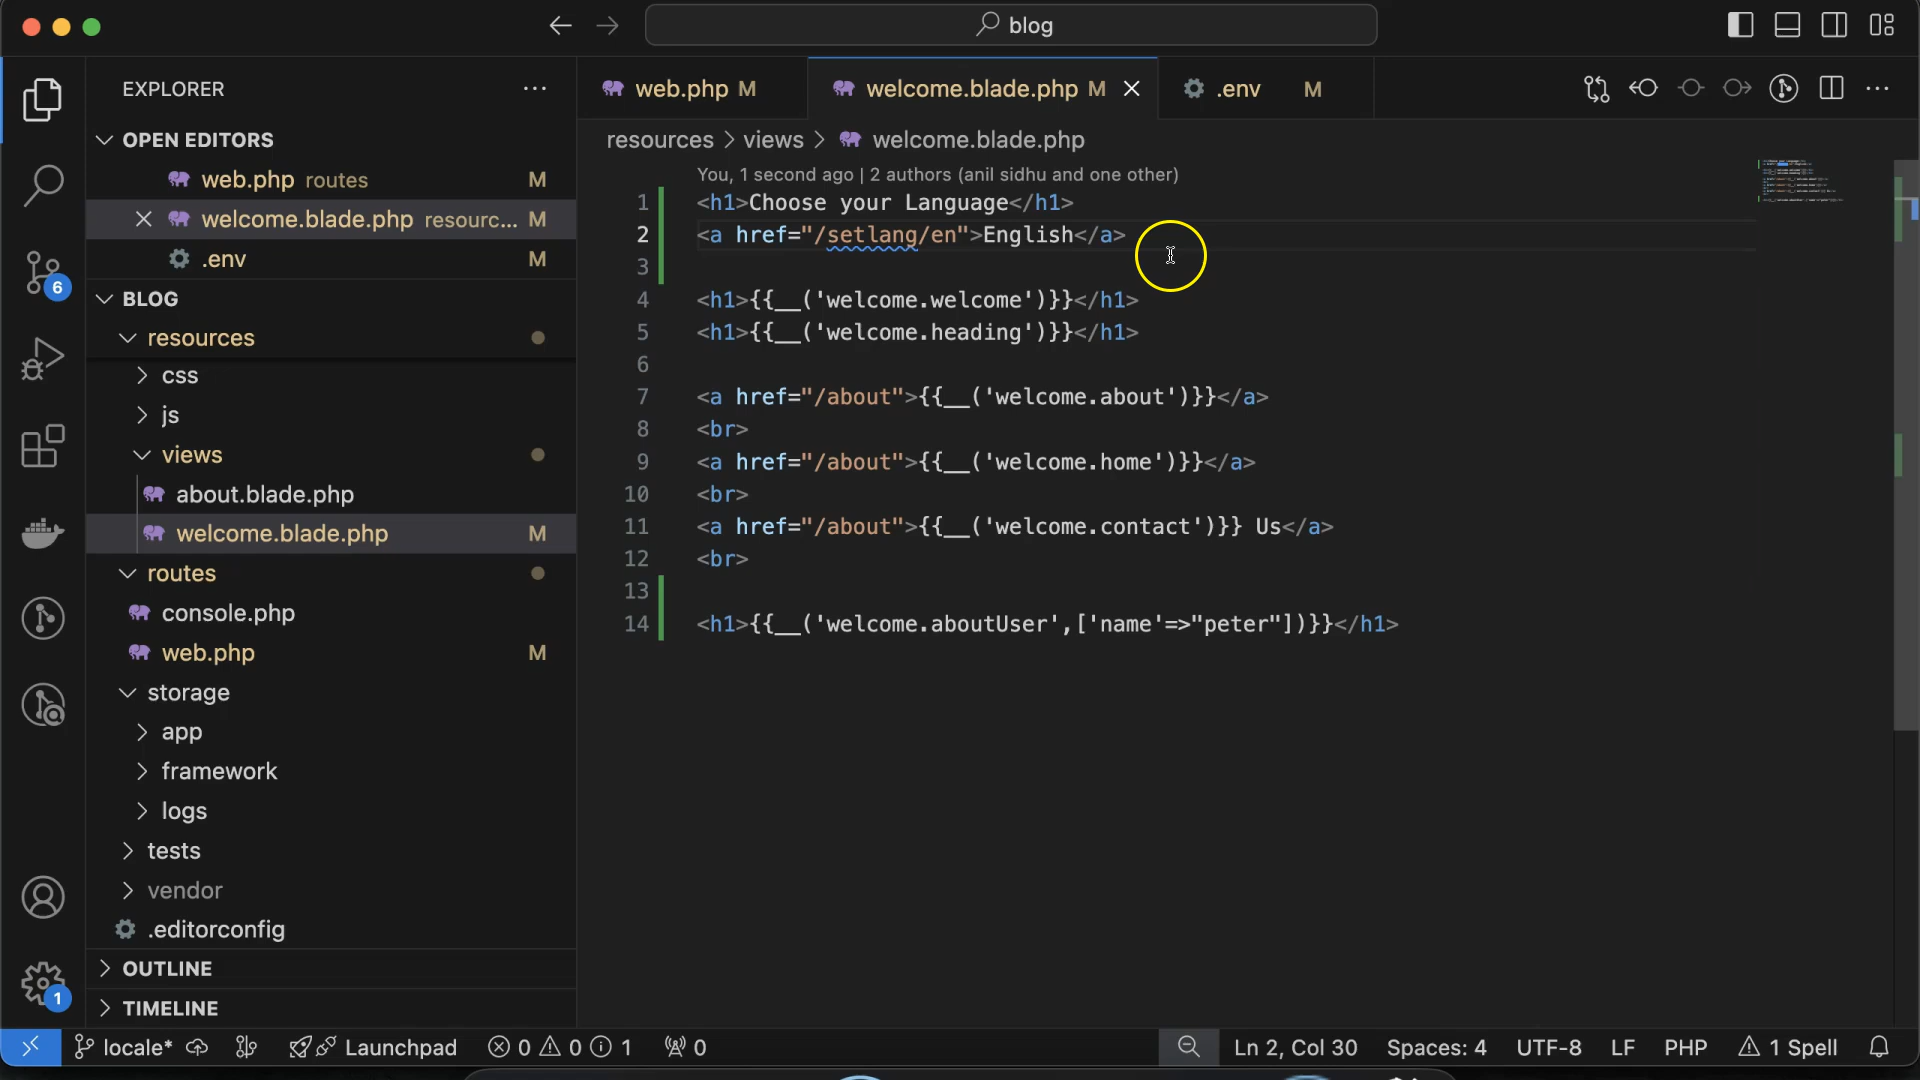 blog
EXPLORER
OPEN EDITORS
web.php routes M
welcome.blade.php resourc... M
.env M
BLOG
resources
css
js
views
about.blade.php
welcome.blade.php M
routes
console.php
web.php M
storage
app
framework
logs
tests
vendor
.editorconfig
OUTLINE
TIMELINE
6
1
web.php M
welcome.blade.php M
.env M
resources > views > welcome.blade.php
You, 1 second ago | 2 authors (anil sidhu and one other)
1 <h1>Choose your Language</h1>
2 <a href="/setlang/en">English</a>
3
4 <h1>{{__('welcome.welcome')}}</h1>
5 <h1>{{__('welcome.heading')}}</h1>
6
7 <a href="/about">{{__('welcome.about')}}</a>
8 <br>
9 <a href="/about">{{__('welcome.home')}}</a>
10 <br>
11 <a href="/about">{{__('welcome.contact')}} Us</a>
12 <br>
13
14 <h1>{{__('welcome.aboutUser',['name'=>"peter"])}}</h1>
locale* Launchpad 0 0 1 0 Ln 2, Col 30 Spaces: 4 UTF-8 LF PHP 1 Spell